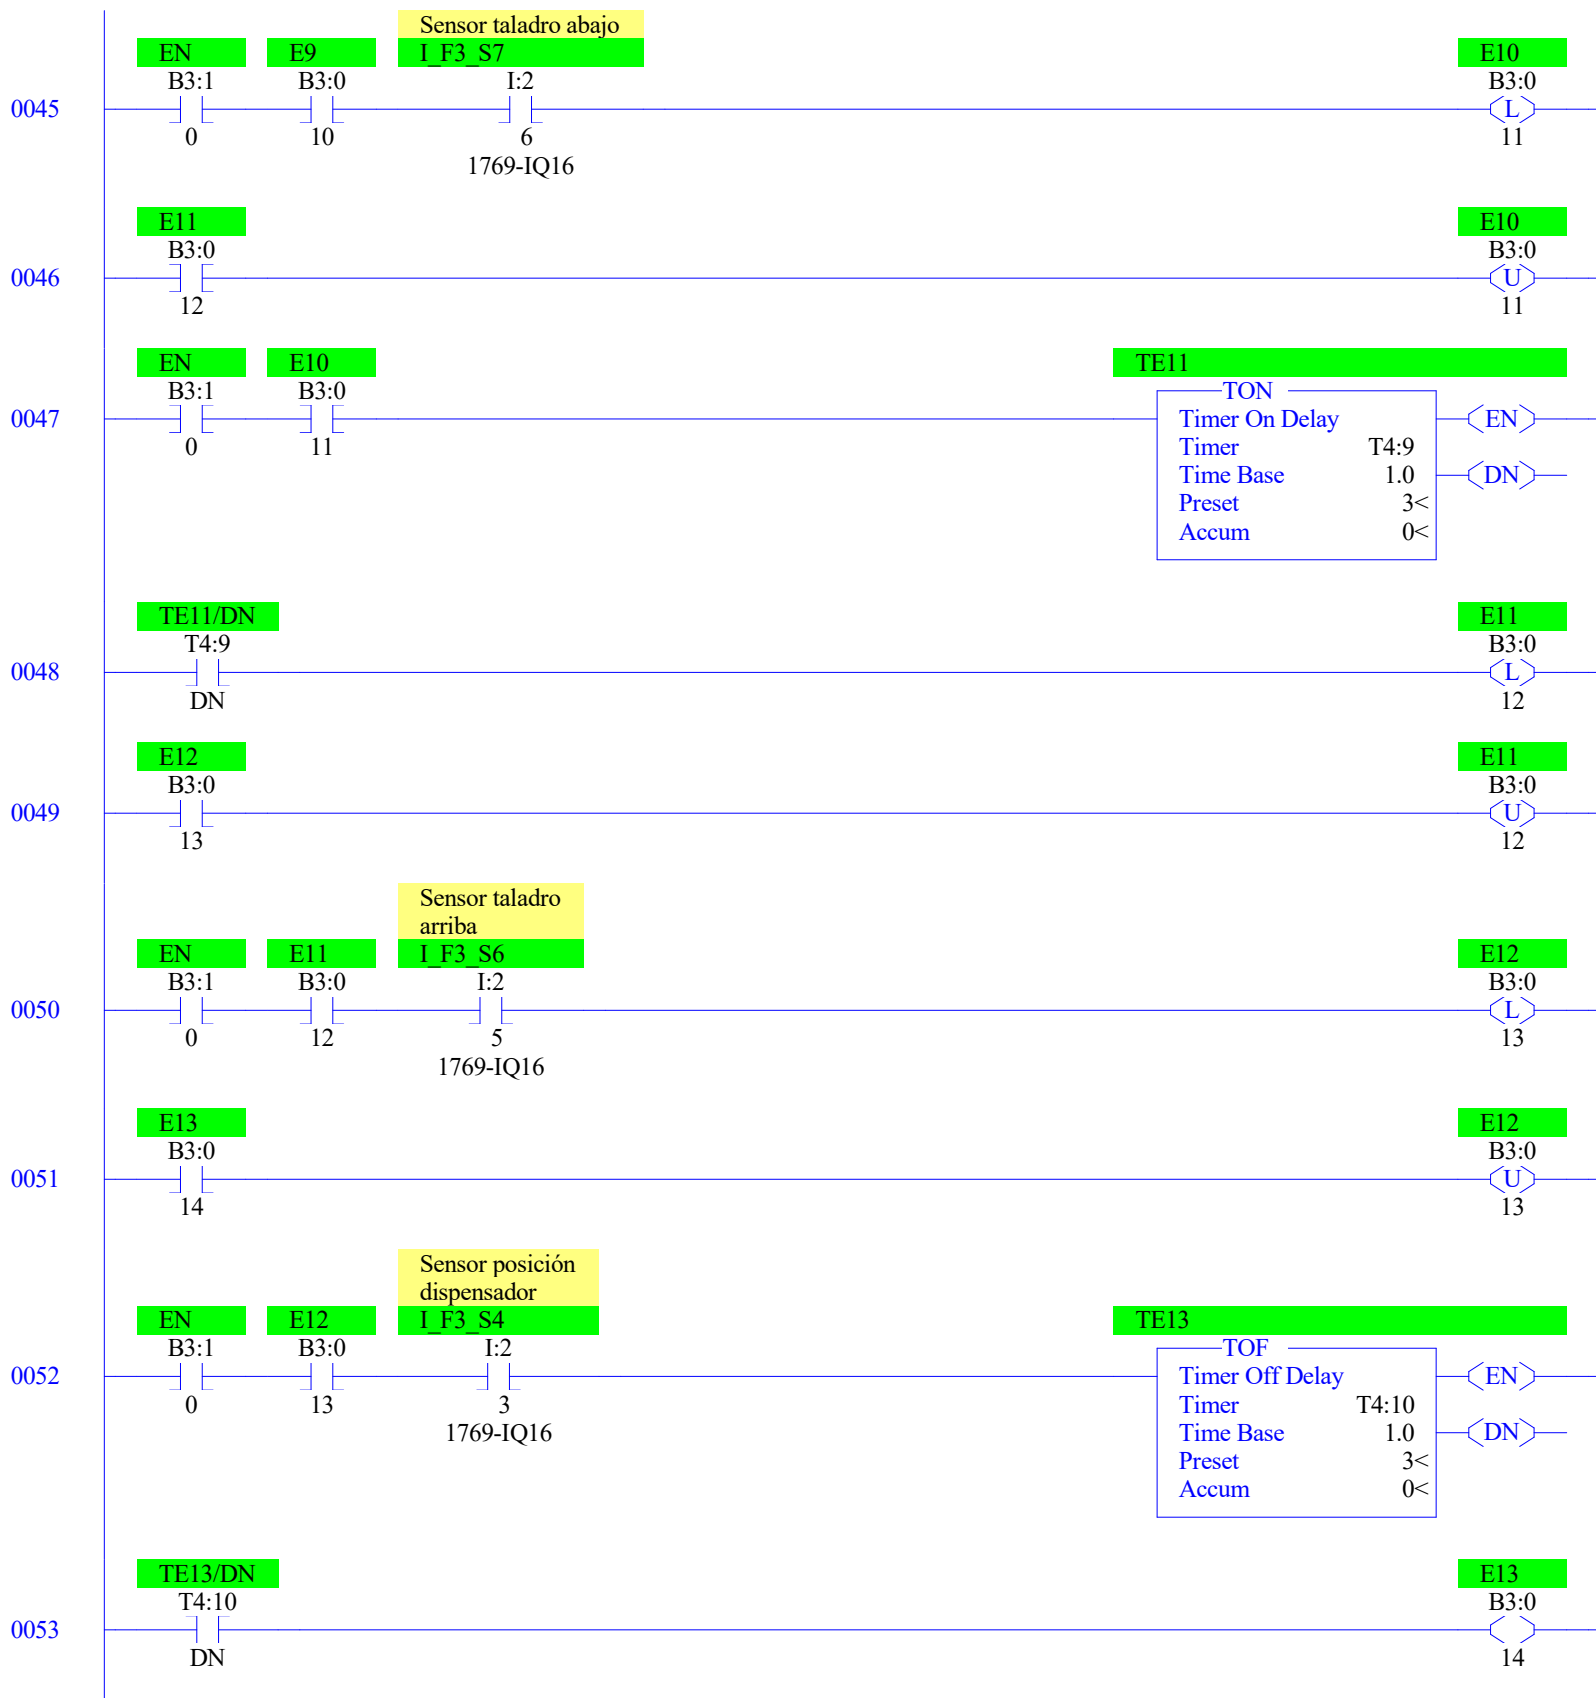 Sensor taladro abajo
EN E9 I_F3_S7 E10
B3:1 B3:0 I:2 B3:0
0045 L
0 10 6 11
1769-IQ16
E11 E10
B3:0 B3:0
0046 U
12 11
EN E10 TE11
B3:1 B3:0 TON
0047 Timer On Delay EN
0 11 Timer T4:9
Time Base 1.0 DN
Preset 3<
Accum 0<
TE11/DN E11
T4:9 B3:0
0048 L
DN 12
E12 E11
B3:0 B3:0
0049 U
13 12
Sensor taladro
arriba
EN E11 I_F3_S6 E12
B3:1 B3:0 I:2 B3:0
0050 L
0 12 5 13
1769-IQ16
E13 E12
B3:0 B3:0
0051 U
14 13
Sensor posición
dispensador
EN E12 I_F3_S4 TE13
B3:1 B3:0 I:2 TOF
0052 Timer Off Delay EN
0 13 3 Timer T4:10
1769-IQ16 Time Base 1.0 DN
Preset 3<
Accum 0<
TE13/DN E13
T4:10 B3:0
0053
DN 14